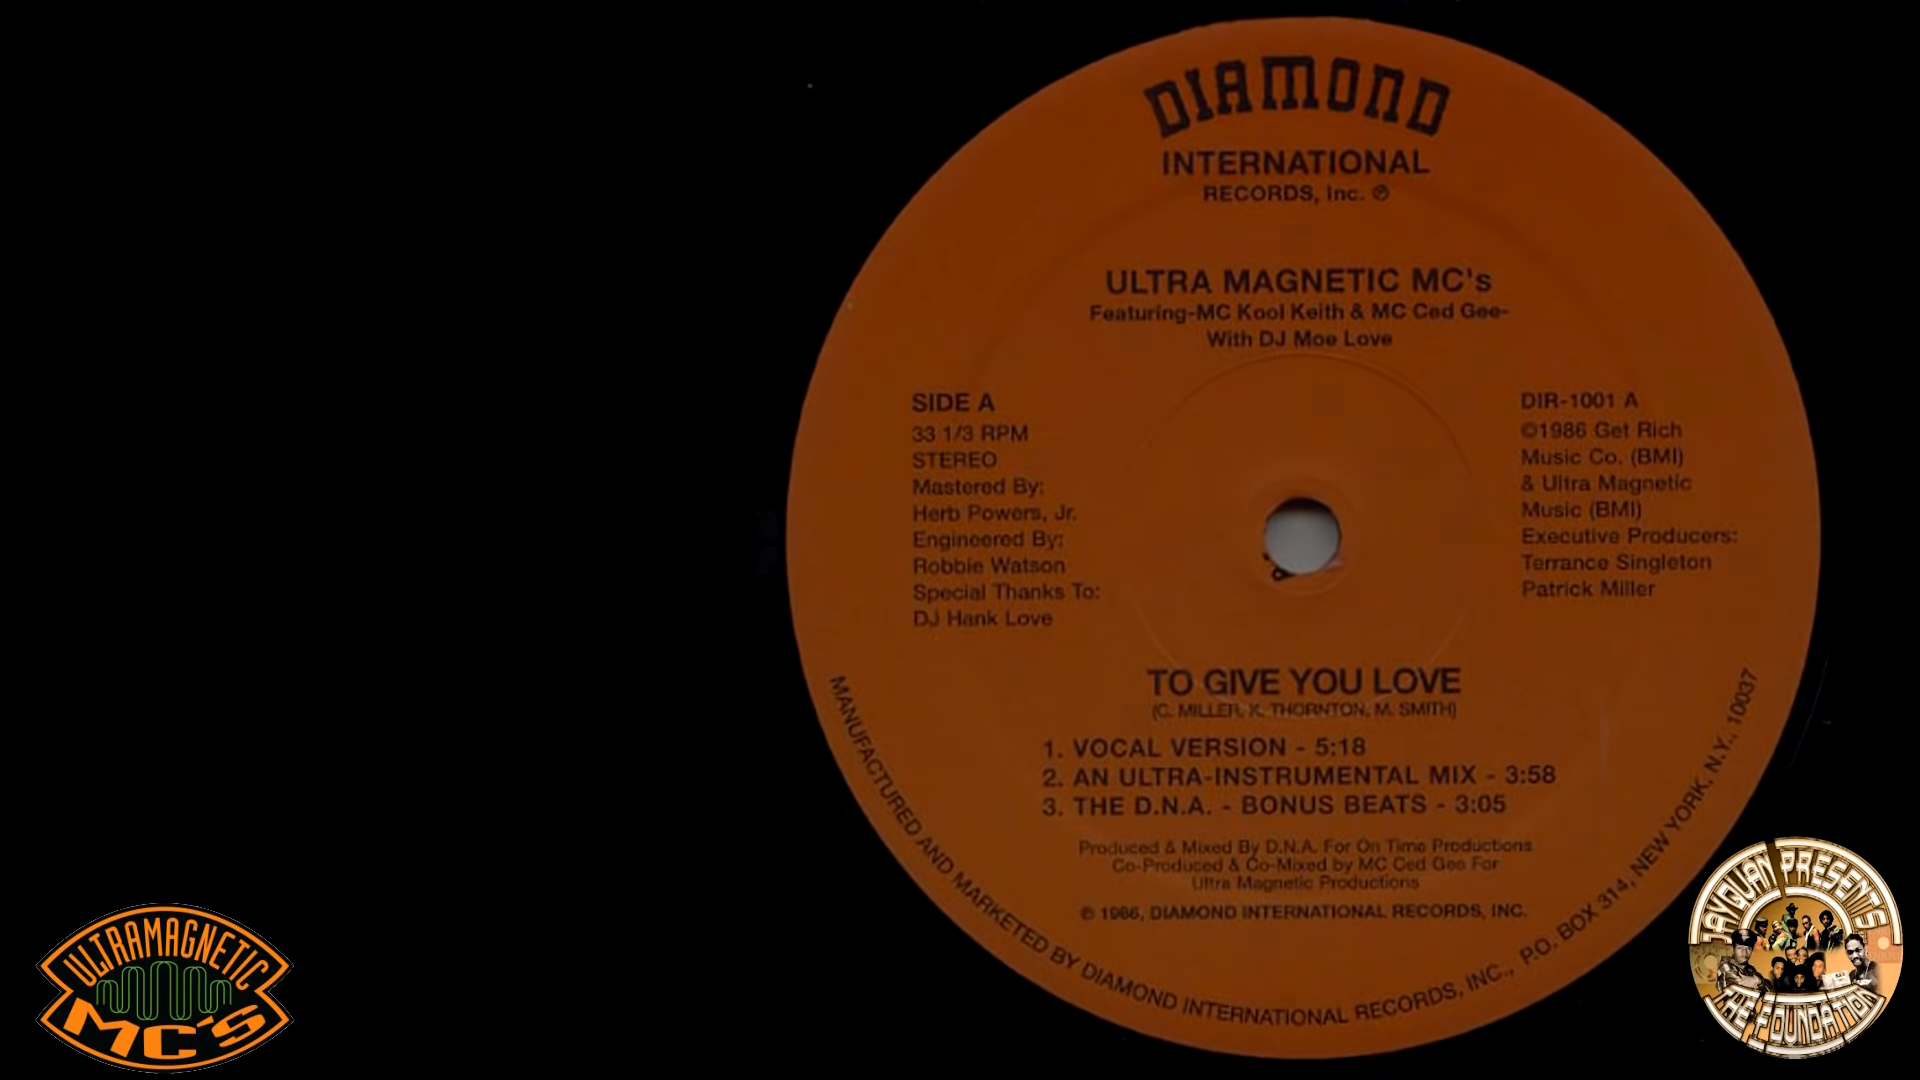 DIAMOND
INTERNATIONAL
RECORDS, Inc. ℗
ULTRA MAGNETIC MC's
Featuring-MC Kool Keith & MC Ced Gee-
With DJ Moe Love
SIDE A
33 1/3 RPM
STEREO
Mastered By:
Herb Powers, Jr.
Engineered By:
Robbie Watson
Special Thanks To:
DJ Hank Love
DIR-1001 A
©1986 Get Rich
Music Co. (BMI)
& Ultra Magnetic
Music (BMI)
Executive Producers:
Terrance Singleton
Patrick Miller
TO GIVE YOU LOVE
(C. MILLER, K. THORNTON, M. SMITH)
1. VOCAL VERSION - 5:18
2. AN ULTRA-INSTRUMENTAL MIX - 3:58
3. THE D.N.A. - BONUS BEATS - 3:05
Produced & Mixed By D.N.A. For On Time Productions
Co-Produced & Co-Mixed by MC Ced Gee For
Ultra Magnetic Productions
© 1986, DIAMOND INTERNATIONAL RECORDS, INC.
MANUFACTURED AND MARKETED BY DIAMOND INTERNATIONAL RECORDS, INC., P.O. BOX 314, NEW YORK, N.Y., 10037
ULTRAMAGNETIC
MC'S
JAYQUAN PRESENTS
THE FOUNDATION